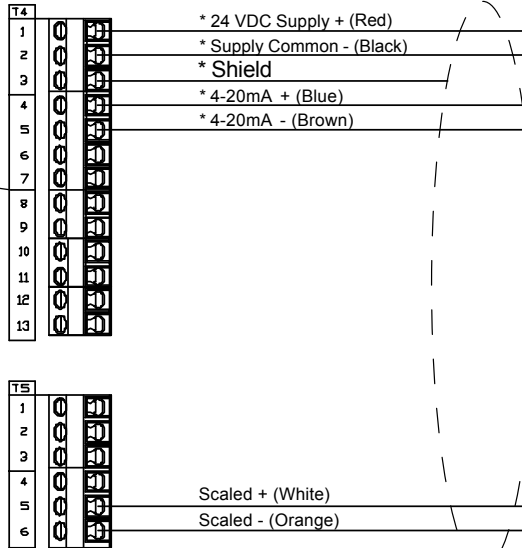 T4
1 * 24 VDC Supply + (Red)
2 * Supply Common - (Black)
3 * Shield
4 * 4-20mA + (Blue)
5 * 4-20mA - (Brown)
6
7
8
9
10
11
12
13
T5
1
2
3
4
5 Scaled + (White)
6 Scaled - (Orange)